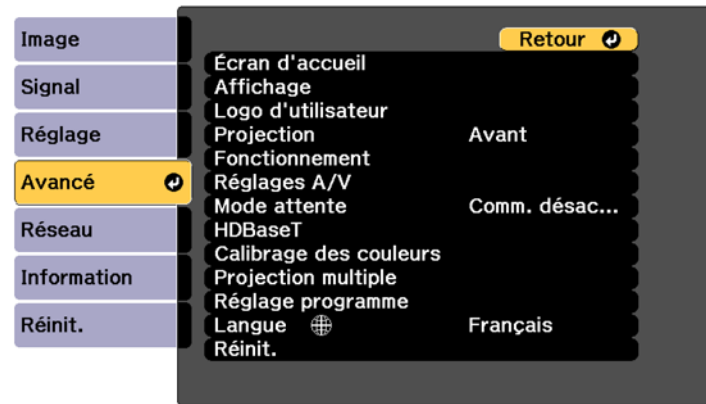 Image
Signal
Réglage
Avancé
Réseau
Information
Réinit.
Retour
Écran d'accueil
Affichage
Logo d'utilisateur
Projection Avant
Fonctionnement
Réglages A/V
Mode attente Comm. désac...
HDBaseT
Calibrage des couleurs
Projection multiple
Réglage programme
Langue Français
Réinit.